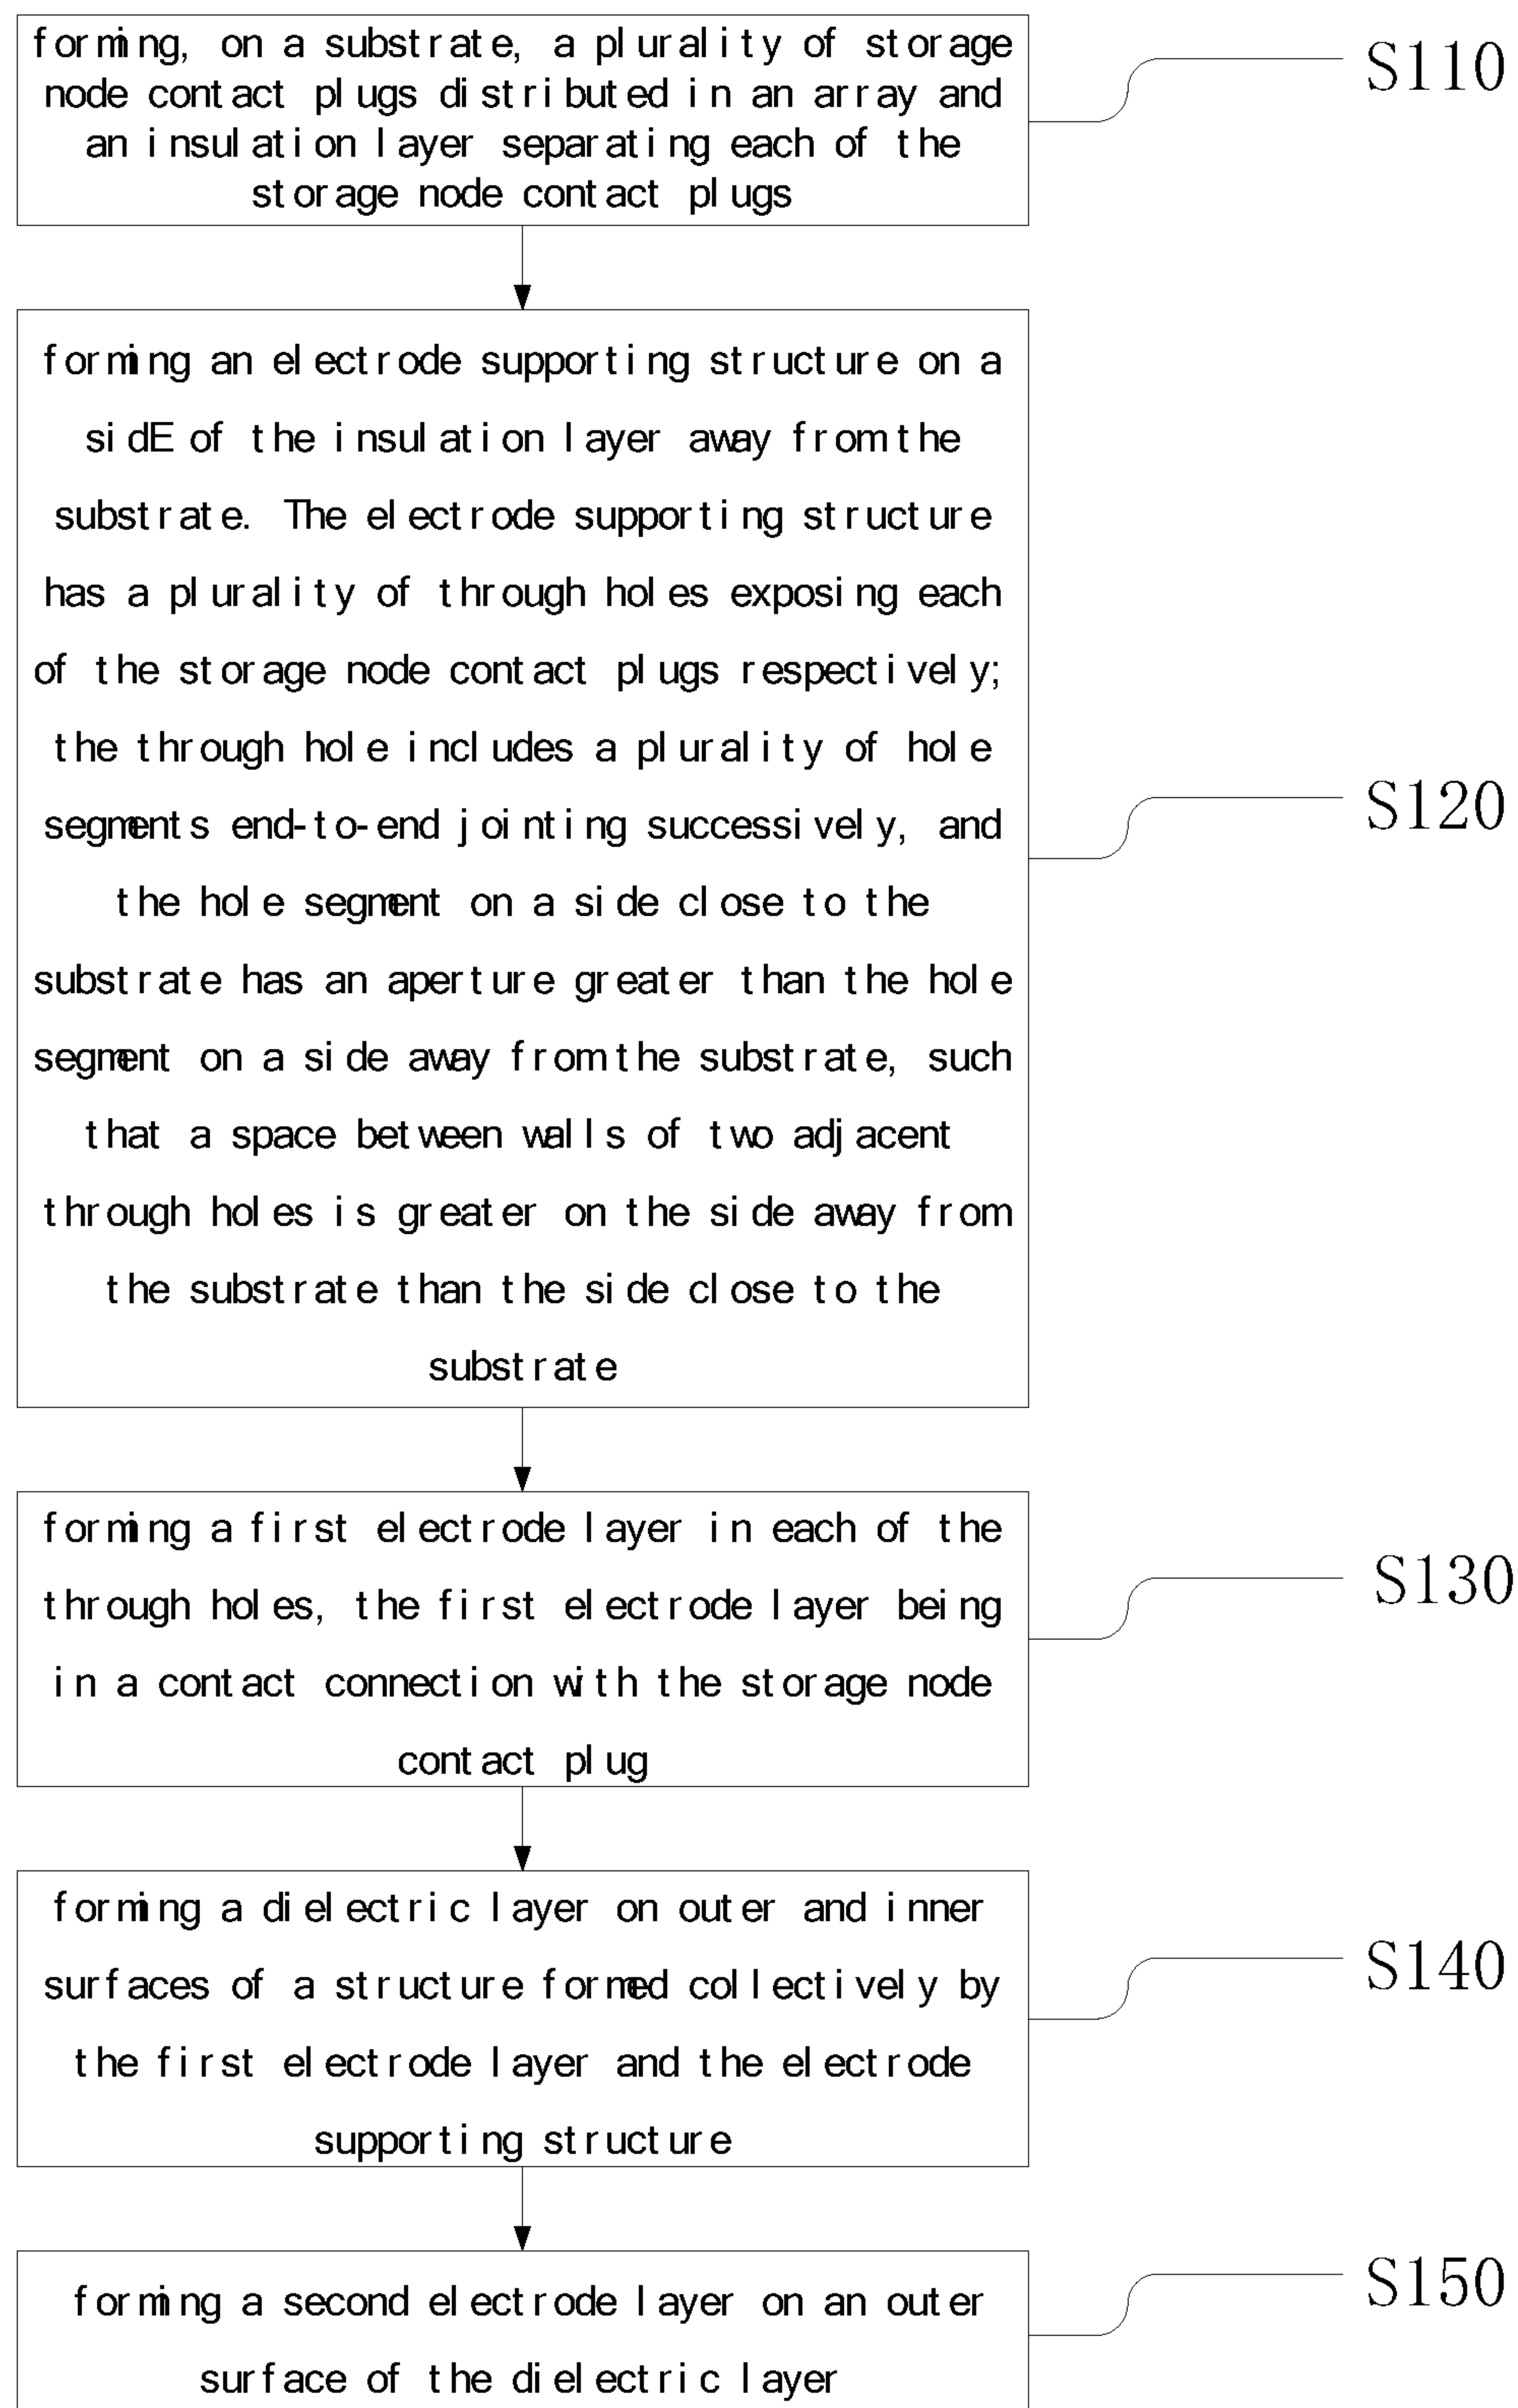 forming, on a substrate, a plurality of storage
node contact plugs distributed in an array and
an insulation layer separating each of the
storage node contact plugs
S110
forming an electrode supporting structure on a
sidE of the insulation layer away from the
substrate. The electrode supporting structure
has a plurality of through holes exposing each
of the storage node contact plugs respectively;
the through hole includes a plurality of hole
segments end-to-end jointing successively, and
the hole segment on a side close to the
substrate has an aperture greater than the hole
segment on a side away from the substrate, such
that a space between walls of two adjacent
through holes is greater on the side away from
the substrate than the side close to the
substrate
S120
forming a first electrode layer in each of the
through holes, the first electrode layer being
in a contact connection with the storage node
contact plug
S130
forming a dielectric layer on outer and inner
surfaces of a structure formed collectively by
the first electrode layer and the electrode
supporting structure
S140
forming a second electrode layer on an outer
surface of the dielectric layer
S150